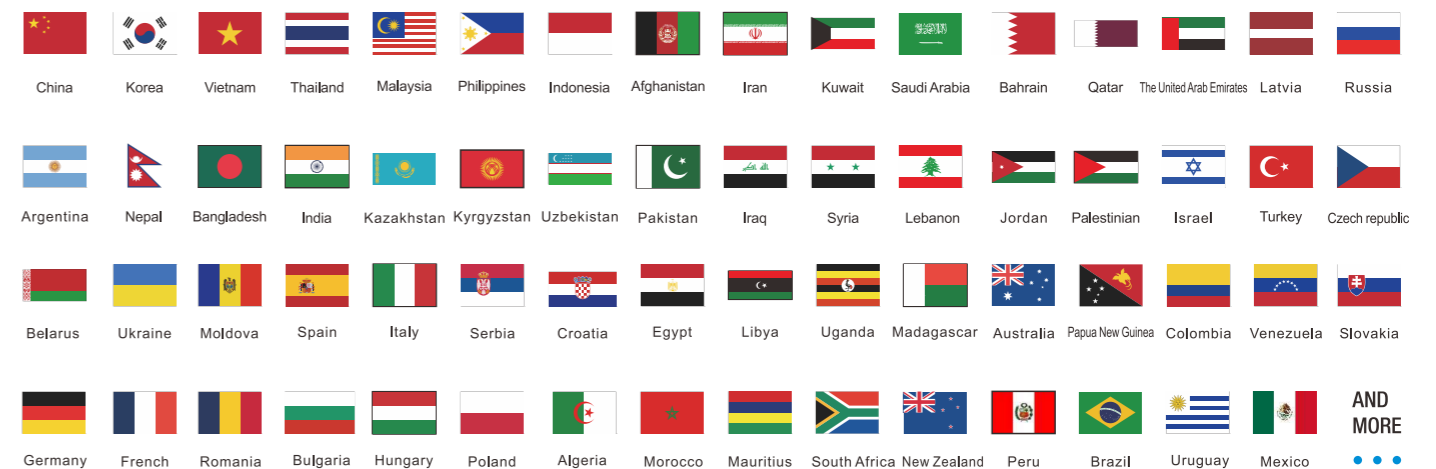 China Korea Vietnam Thailand Malaysia Philippines Indonesia Afghanistan Iran Kuwait Saudi Arabia Bahrain Qatar The United Arab Emirates Latvia Russia
Argentina Nepal Bangladesh India Kazakhstan Kyrgyzstan Uzbekistan Pakistan Iraq Syria Lebanon Jordan Palestinian Israel Turkey Czech republic
Belarus Ukraine Moldova Spain Italy Serbia Croatia Egypt Libya Uganda Madagascar Australia Papua New Guinea Colombia Venezuela Slovakia
AND
MORE
Germany French Romania Bulgaria Hungary Poland Algeria Morocco Mauritius South Africa New Zealand Peru Brazil Uruguay Mexico